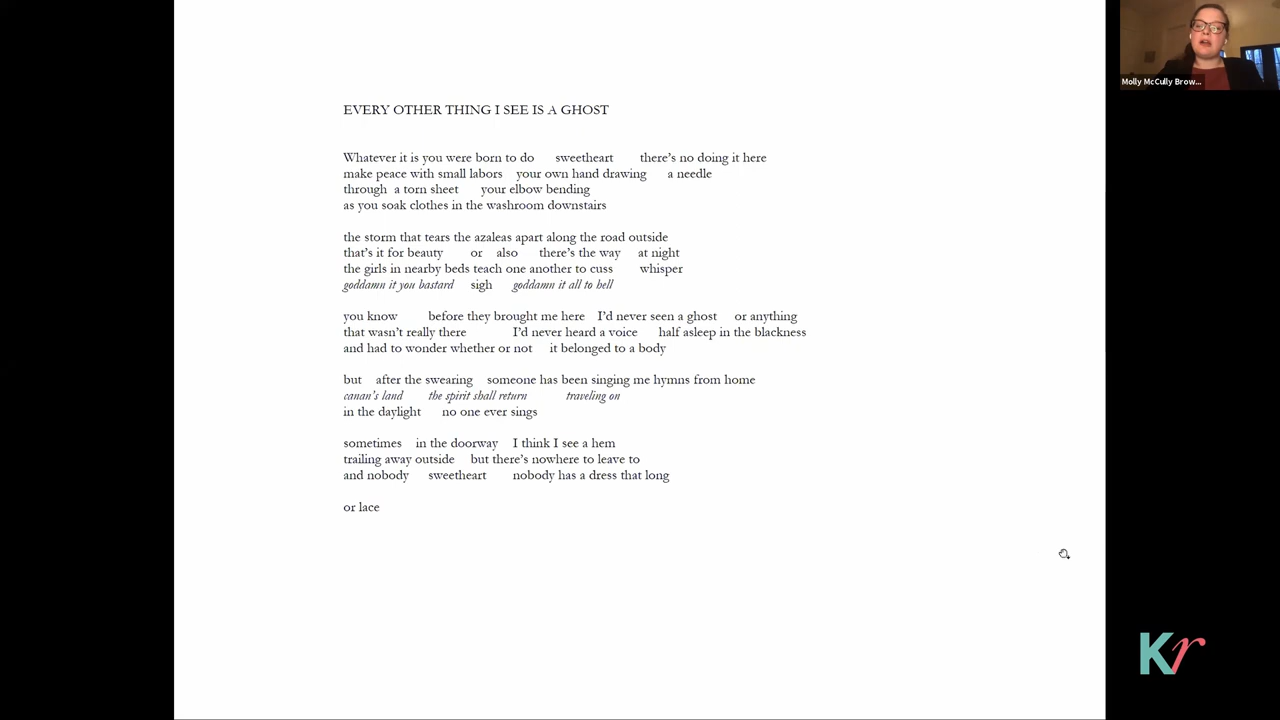 Molly McCully Brow...
EVERY OTHER THING I SEE IS A GHOST
Whatever it is you were born to do sweetheart there's no doing it here
make peace with small labors your own hand drawing a needle
through a torn sheet your elbow bending
as you soak clothes in the washroom downstairs
the storm that tears the azaleas apart along the road outside
that's it for beauty or also there's the way at night
the girls in nearby beds teach one another to cuss whisper
goddamn it you bastard sigh goddamn it all to hell
you know before they brought me here I'd never seen a ghost or anything
that wasn't really there I'd never heard a voice half asleep in the blackness
and had to wonder whether or not it belonged to a body
but after the swearing someone has been singing me hymns from home
canan's land the spirit shall return traveling on
in the daylight no one ever sings
sometimes in the doorway I think I see a hem
trailing away outside but there's nowhere to leave to
and nobody sweetheart nobody has a dress that long
or lace
Kr